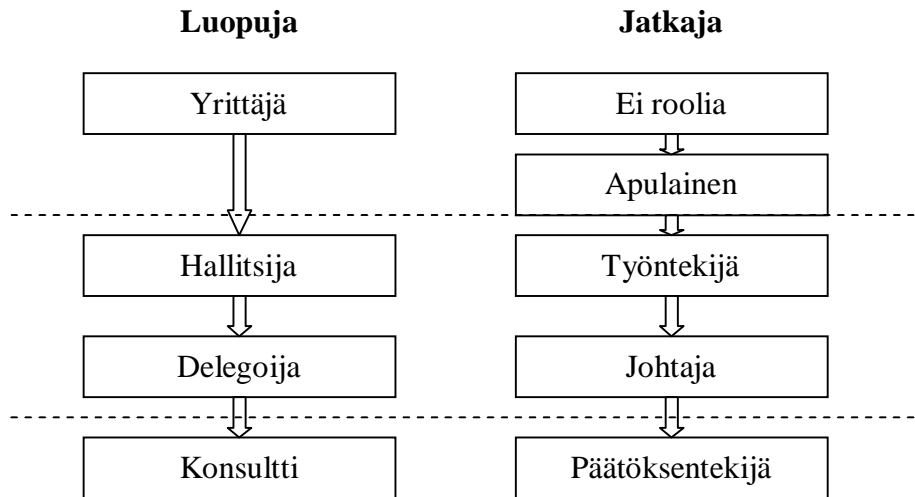 Luopuja
Jatkaja
Yrittäjä
Ei roolia
Apulainen
Hallitsija
Työntekijä
Delegoija
Johtaja
Konsultti
Päätöksentekijä